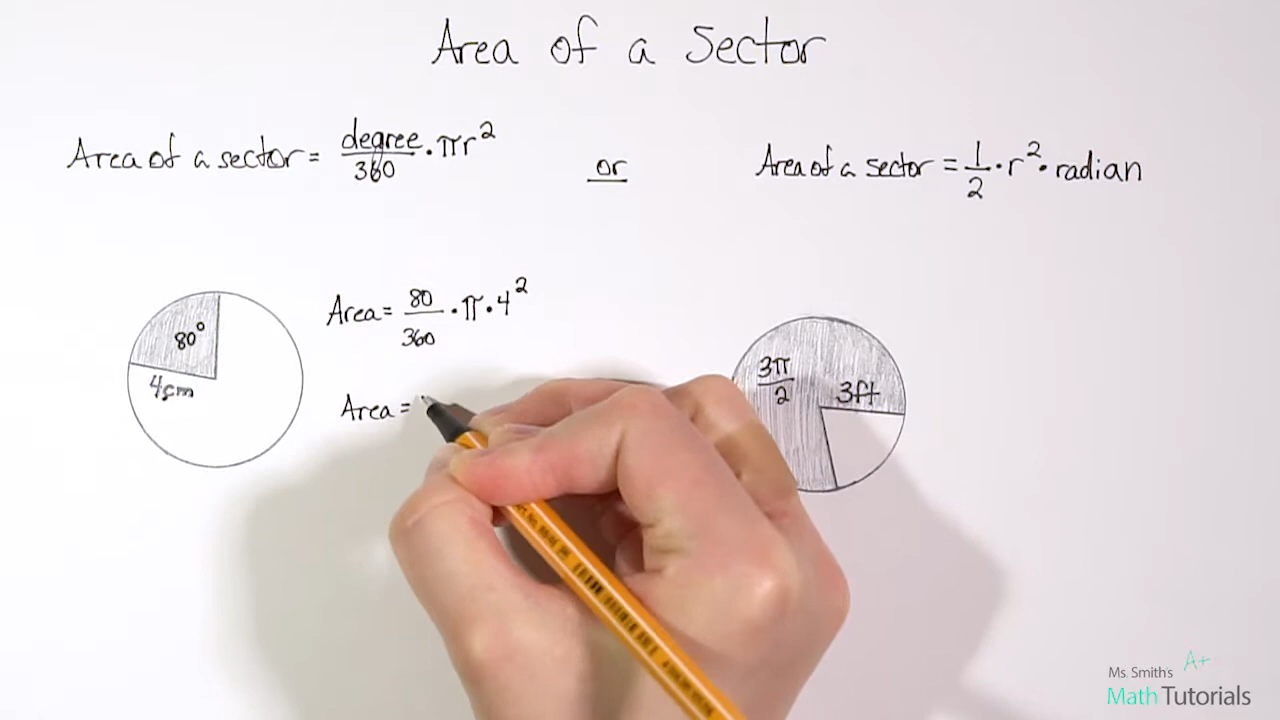 Area of a Sector
Area of a sector = degree/360 · πr²
or
Area of a sector = 1/2 · r² · radian
80°
4cm
Area = 80/360 · π · 4²
Area =
3π/2
3ft
Ms. Smith's A+
Math Tutorials